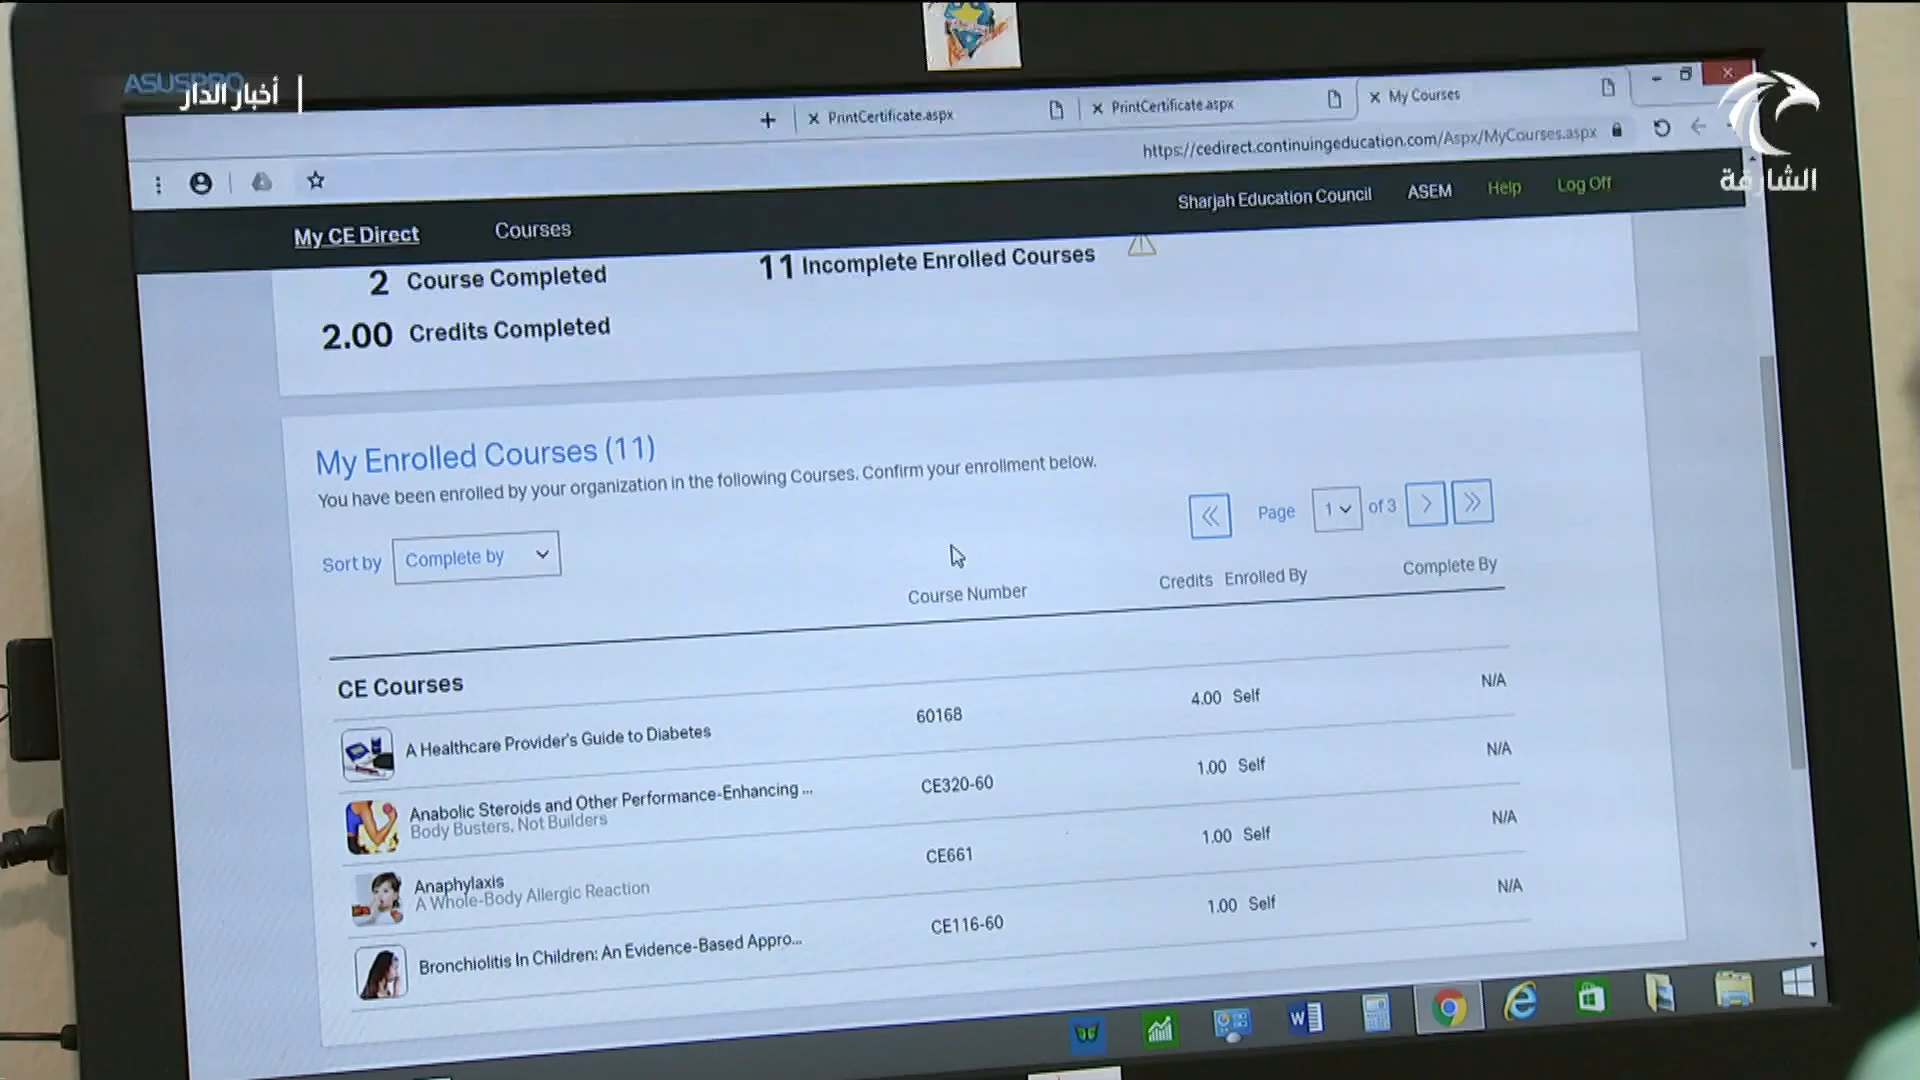 ASUSPRO
أخبار الدار
الشارقة
PrintCertificate.aspx
PrintCertificate.aspx
My Courses
https://cedirect.continuingeducation.com/Aspx/MyCourses.aspx
My CE Direct
Courses
Sharjah Education Council
ASEM
Help
Log Off
2 Course Completed
11 Incomplete Enrolled Courses
2.00 Credits Completed
My Enrolled Courses (11)
You have been enrolled by your organization in the following Courses. Confirm your enrollment below.
Page 1 of 3
Sort by Complete by
Course Number Credits Enrolled By Complete By
CE Courses
A Healthcare Provider's Guide to Diabetes 60168 4.00 Self N/A
Anabolic Steroids and Other Performance-Enhancing ... CE320-60 1.00 Self N/A
Body Busters, Not Builders
Anaphylaxis CE661 1.00 Self N/A
A Whole-Body Allergic Reaction
Bronchiolitis In Children: An Evidence-Based Appro... CE116-60 1.00 Self N/A